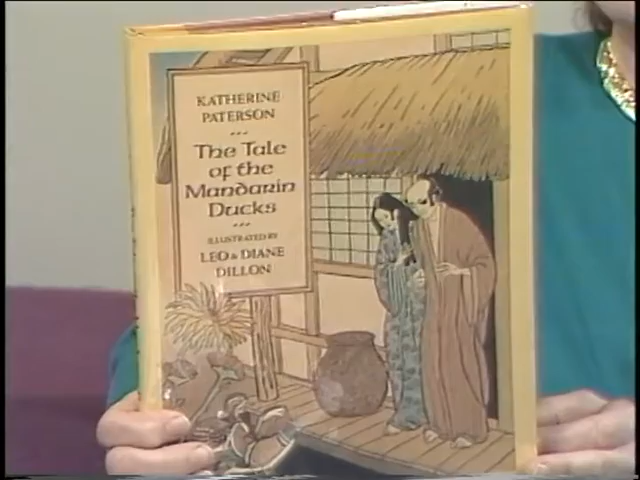 KATHERINE
PATERSON
The Tale
of the
Mandarin
Ducks
ILLUSTRATED BY
LEO & DIANE
DILLON